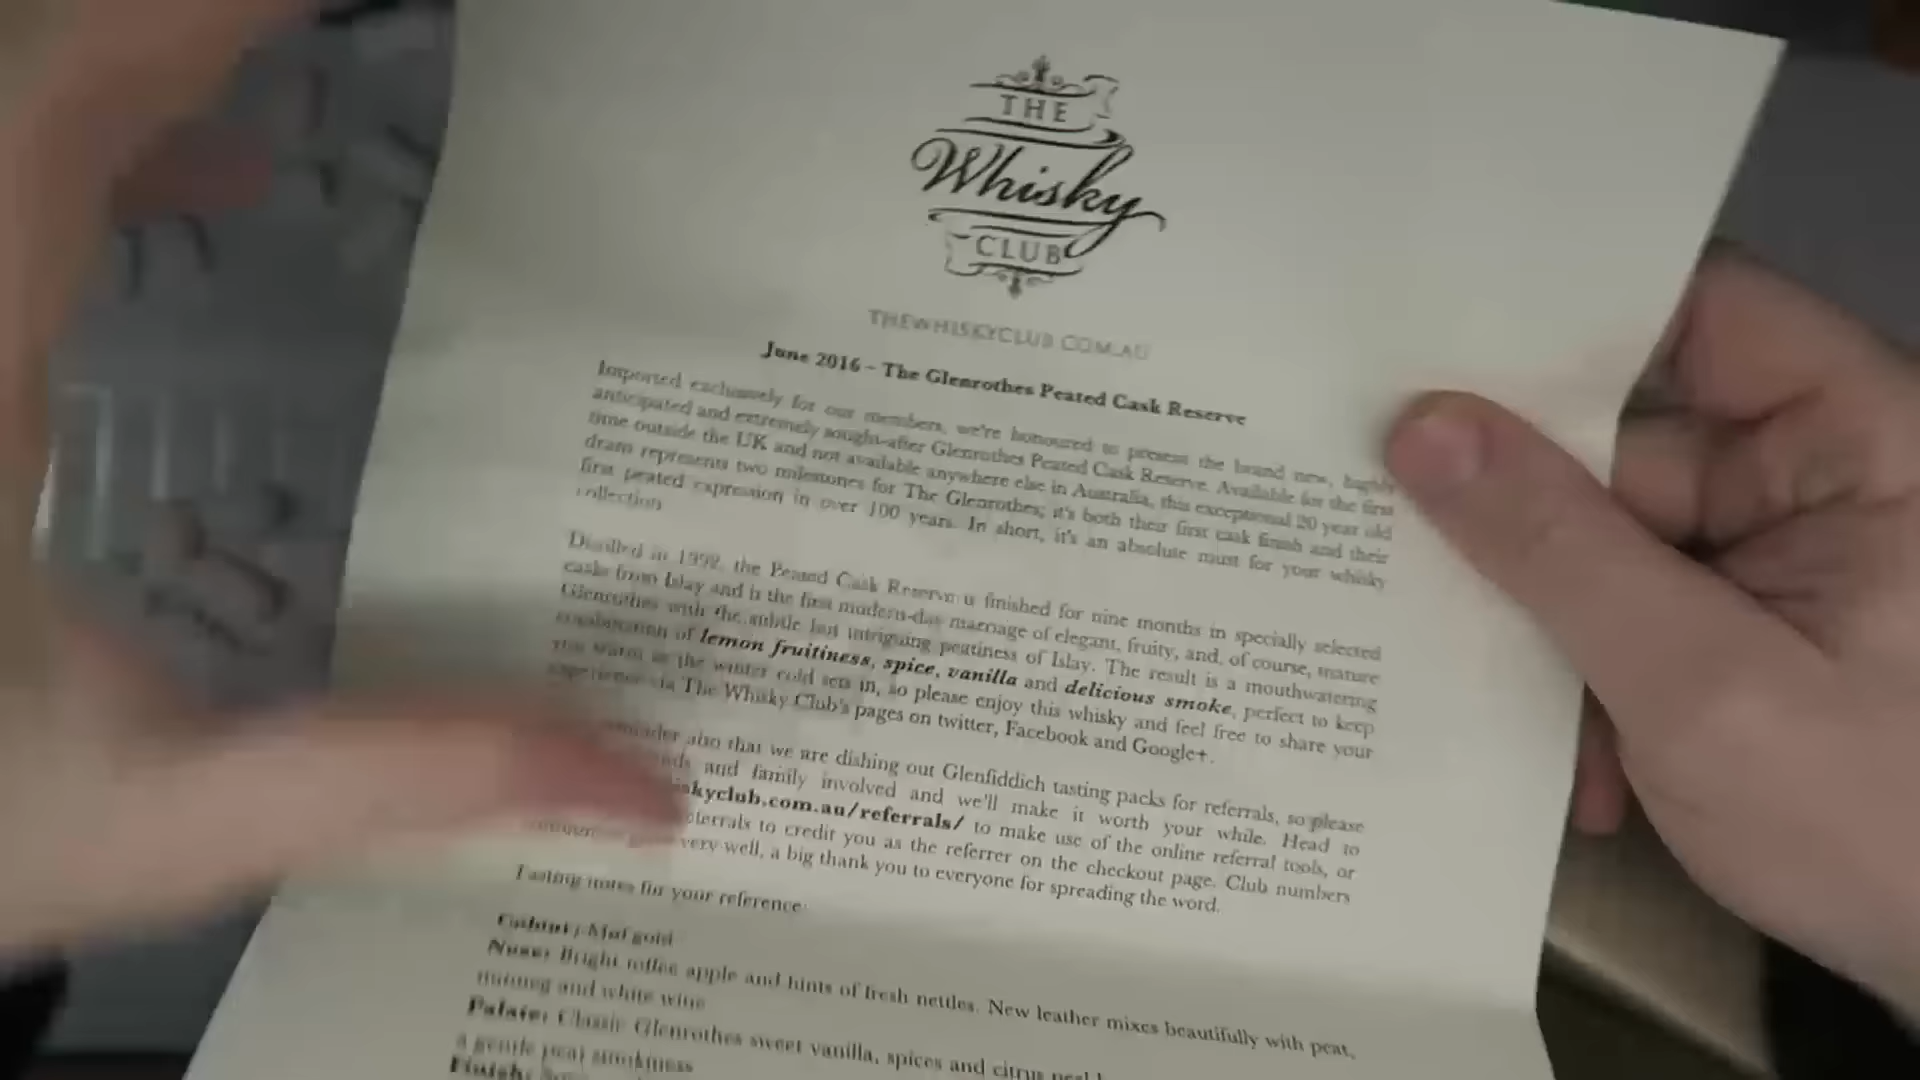 THE
Whisky
CLUB
THEWHISKYCLUB.COM.AU
June 2016 - The Glenrothes Peated Cask Reserve
Imported exclusively for our members, we're honoured to present the brand new, highly
anticipated and extremely sought-after Glenrothes Peated Cask Reserve. Available for the first
time outside the UK and not available anywhere else in Australia, this exceptional 20 year old
dram represents two milestones for The Glenrothes; it's both their first cask finish and their
first peated expression in over 100 years. In short, it's an absolute must for your whisky
collection.
Distilled in 1992, the Peated Cask Reserve is finished for nine months in specially selected
casks from Islay and is the first modern-day marriage of elegant, fruity, and, of course, mature
Glenrothes with the subtle but intriguing peatiness of Islay. The result is a mouthwatering
combination of lemon fruitiness, spice, vanilla and delicious smoke, perfect to keep
you warm as the winter cold sets in, so please enjoy this whisky and feel free to share your
experience via The Whisky Club's pages on twitter, Facebook and Google+.
also that we are dishing out Glenfiddich tasting packs for referrals, so please
and family involved and we'll make it worth your while. Head to
skyclub.com.au/referrals/ to make use of the online referral tools, or
to credit you as the referrer on the checkout page. Club numbers
very well, a big thank you to everyone for spreading the word.
Tasting notes for your reference:
Colour: gold
Nose: Bright toffee apple and hints of fresh nettles. New leather mixes beautifully with peat,
nutmeg and white wine
Palate: Classic Glenrothes sweet vanilla, spices and citrus peel
a gentle peat smokiness
Finish: